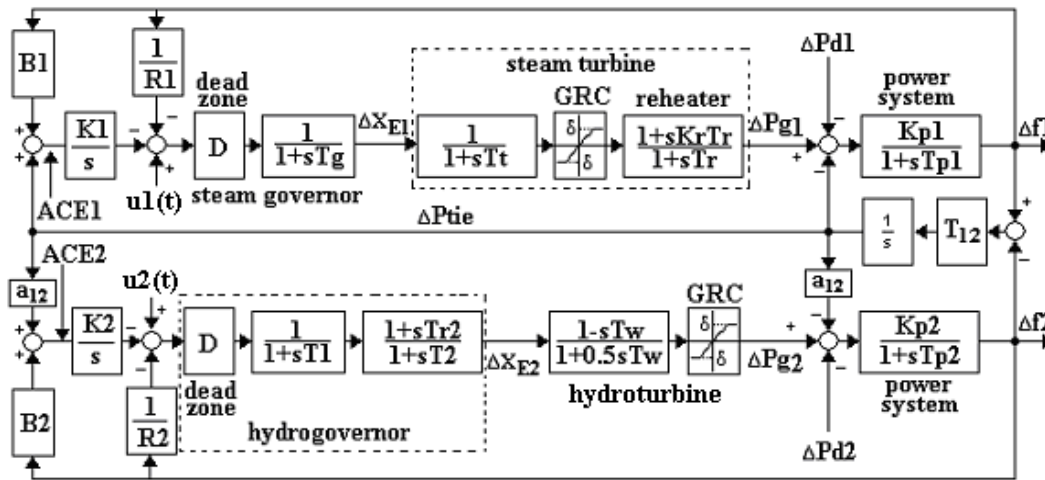 B1
1
R1
dead
zone
steam turbine
GRC
reheater
ΔPd1
power
system
+
+
K1
s
−
−
+
D
1
1+sTg
ΔX_E1
1
1+sTt
δ
δ
1+sKrTr
1+sTr
ΔPg1
+
−
−
Kp1
1+sTp1
Δf1
u1(t)
steam governor
ACE1
ΔPtie
1
s
T12
+
−
ACE2
a12
u2(t)
a12
GRC
+
+
K2
s
−
+
−
D
1
1+sT1
1+sTr2
1+sT2
ΔX_E2
1-sTw
1+0.5sTw
δ
δ
ΔPg2
+
−
−
Kp2
1+sTp2
Δf2
dead
zone
hydroturbine
power
system
B2
1
R2
hydrogovernor
ΔPd2